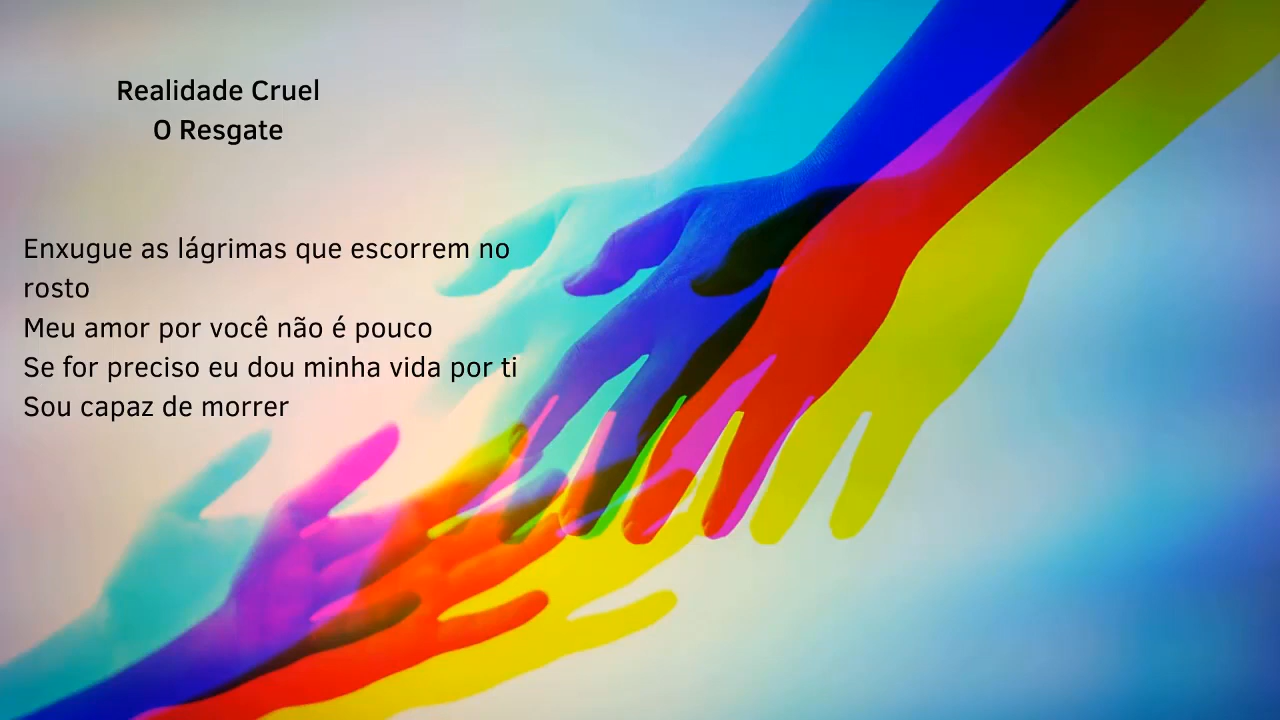 Realidade Cruel
O Resgate
Enxugue as lágrimas que escorrem no
rosto
Meu amor por você não é pouco
Se for preciso eu dou minha vida por ti
Sou capaz de morrer